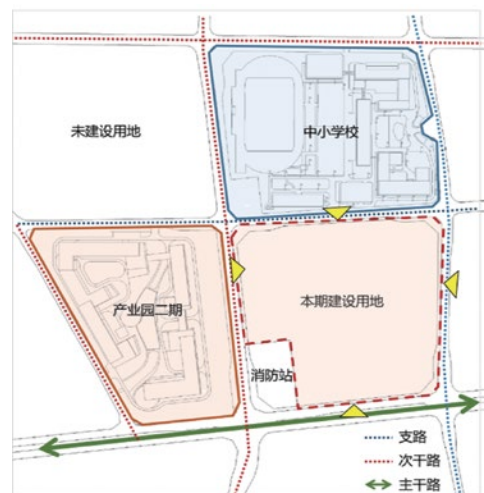 未建设用地
中小学校
产业园二期
本期建设用地
消防站
支路
次干路
主干路